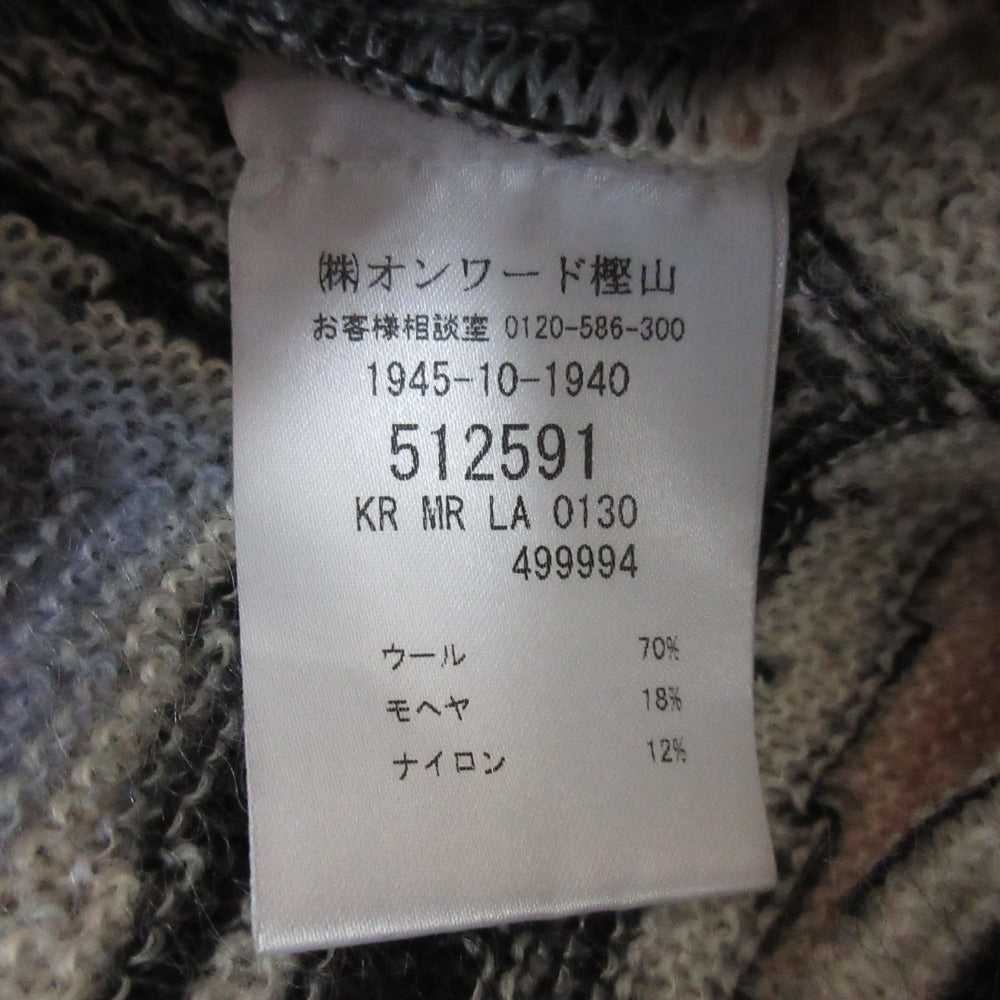 ㈱オンワード樫山
お客様相談室 0120-586-300
1945-10-1940
512591
KR MR LA 0130
499994
ウール 70%
モヘヤ 18%
ナイロン 12%